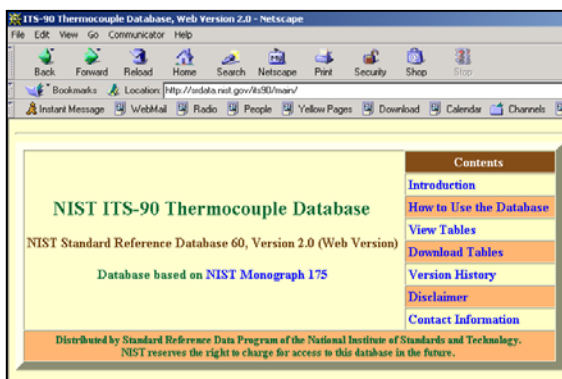 ITS-90 Thermocouple Database, Web Version 2.0 - Netscape
File Edit View Go Communicator Help
Back Forward Reload Home Search Netscape Print Security Shop Stop
Bookmarks Location: http://srdata.nist.gov/its90/main/
Instant Message WebMail Radio People Yellow Pages Download Calendar Channels
NIST ITS-90 Thermocouple Database
NIST Standard Reference Database 60, Version 2.0 (Web Version)
Database based on NIST Monograph 175
Contents
Introduction
How to Use the Database
View Tables
Download Tables
Version History
Disclaimer
Contact Information
Distributed by Standard Reference Data Program of the National Institute of Standards and Technology.
NIST reserves the right to charge for access to this database in the future.